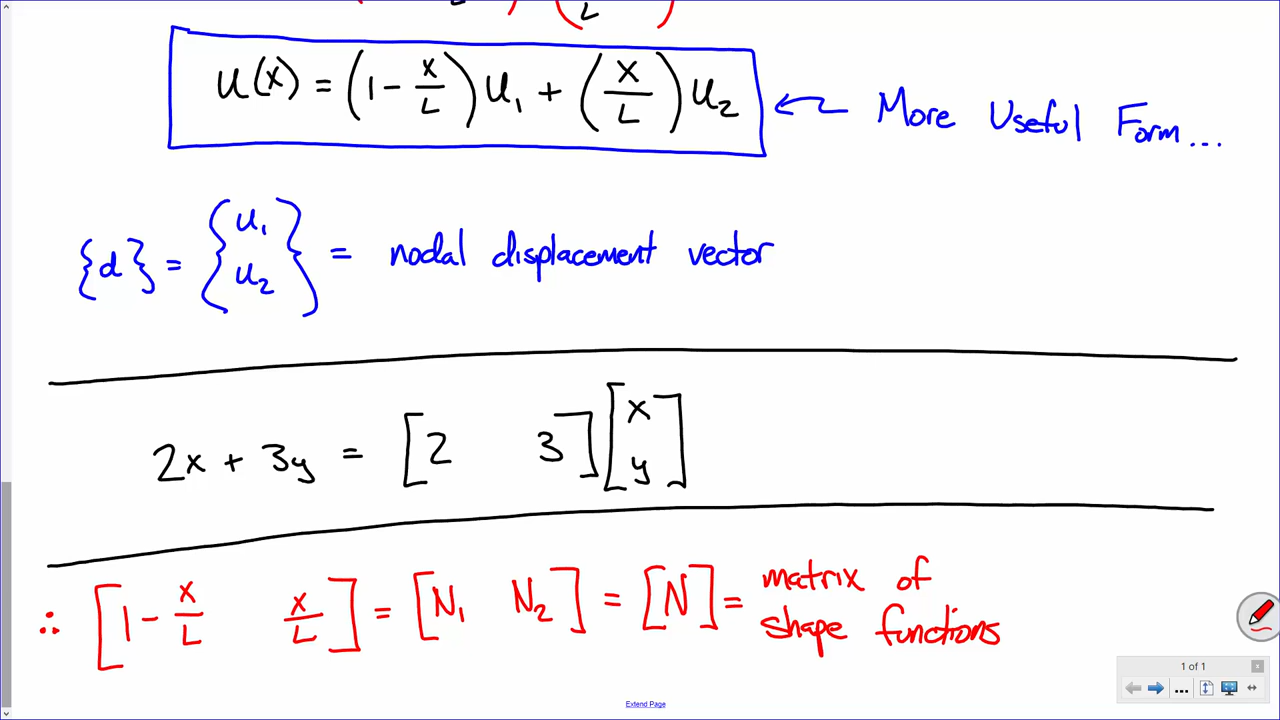 u(x) = (1 - x/L) u₁ + (x/L) u₂ ← More Useful Form...
{d} = {u₁ u₂} = nodal displacement vector
2x + 3y = [2 3] [x y]
∴ [1 - x/L x/L] = [N₁ N₂] = [N] = matrix of
shape functions
1 of 1
Extend Page